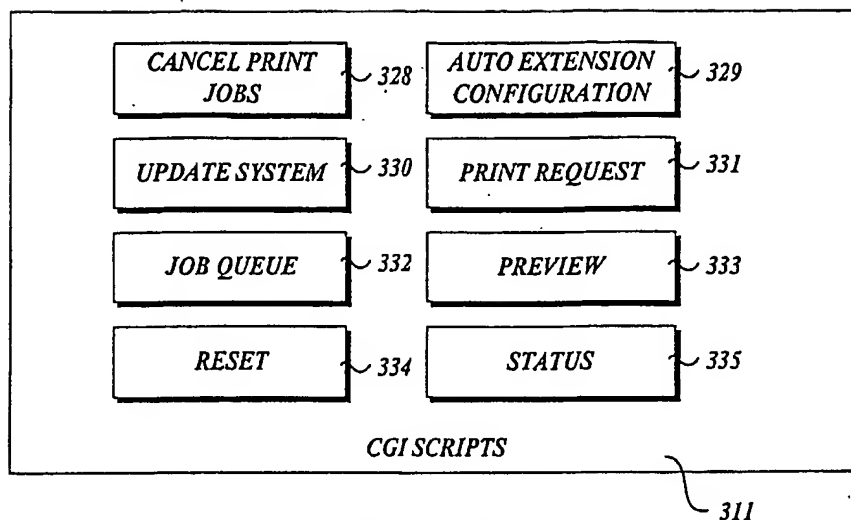 CANCEL PRINT
JOBS
328
AUTO EXTENSION
CONFIGURATION
329
UPDATE SYSTEM
330
PRINT REQUEST
331
JOB QUEUE
332
PREVIEW
333
RESET
334
STATUS
335
CGI SCRIPTS
311